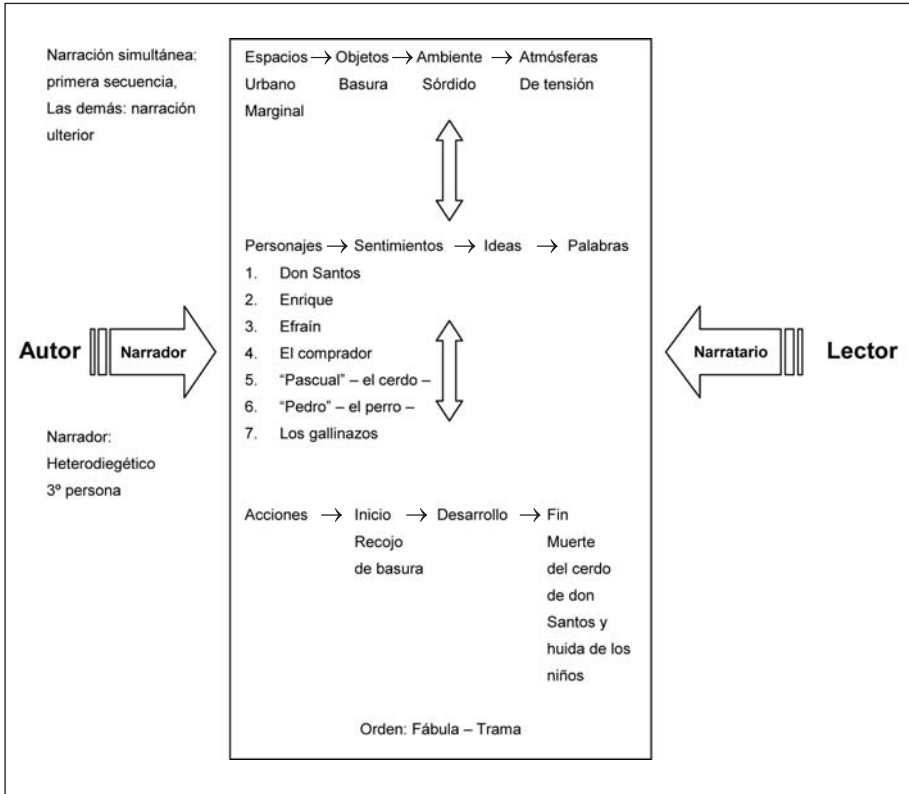 Narración simultánea:
primera secuencia,
Las demás: narración
ulterior
Espacios → Objetos → Ambiente → Atmósferas
Urbano Basura Sórdido De tensión
Marginal
Personajes → Sentimientos → Ideas → Palabras
1. Don Santos
2. Enrique
3. Efraín
4. El comprador
5. “Pascual” – el cerdo –
6. “Pedro” – el perro –
7. Los gallinazos
Autor Narrador
Narratario Lector
Narrador:
Heterodiegético
3º persona
Acciones → Inicio → Desarrollo → Fin
Recojo Muerte
de basura del cerdo
de don
Santos y
huida de los
niños
Orden: Fábula – Trama